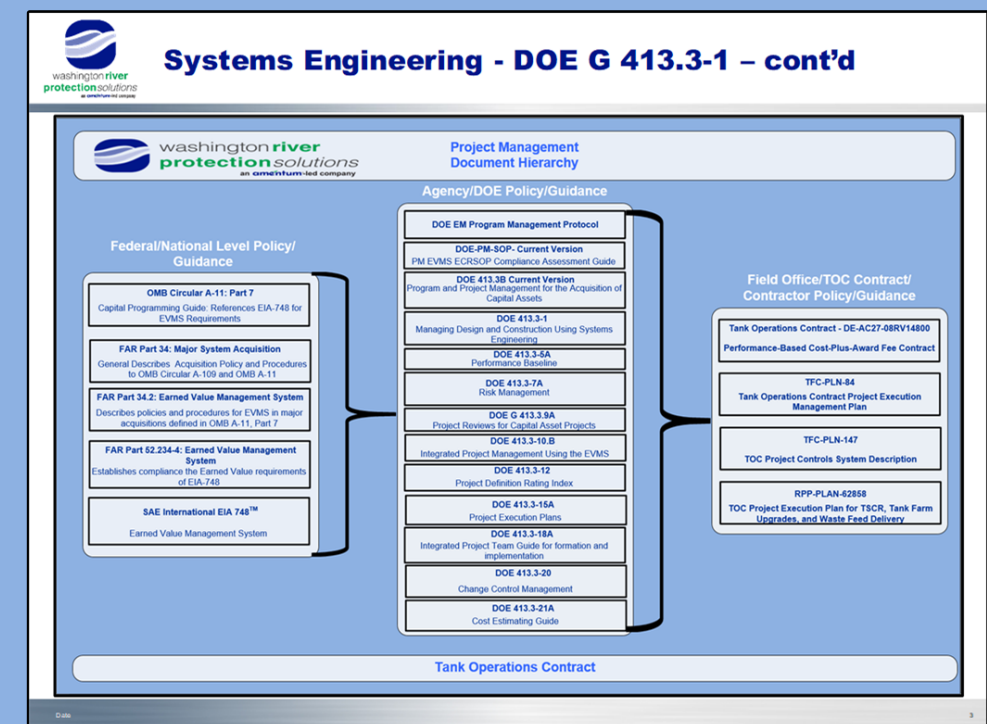 washington river
protection solutions
an amentum-led company
Systems Engineering - DOE G 413.3-1 – cont’d
washington river
protection solutions
an amentum-led company
Project Management
Document Hierarchy
Federal/National Level Policy/
Guidance
OMB Circular A-11: Part 7
Capital Programming Guide: References EIA-748 for
EVMS Requirements
FAR Part 34: Major System Acquisition
General Describes Acquisition Policy and Procedures
to OMB Circular A-109 and OMB A-11
FAR Part 34.2: Earned Value Management System
Describes policies and procedures for EVMS in major
acquisitions defined in OMB A-11, Part 7
FAR Part 52.234-4: Earned Value Management
System
Establishes compliance the Earned Value requirements
of EIA-748
SAE International EIA 748™
Earned Value Management System
Agency/DOE Policy/Guidance
DOE EM Program Management Protocol
DOE-PM-SOP- Current Version
PM EVMS ECRSOP Compliance Assessment Guide
DOE 413.3B Current Version
Program and Project Management for the Acquisition of
Capital Assets
DOE 413.3-1
Managing Design and Construction Using Systems
Engineering
DOE 413.3-5A
Performance Baseline
DOE 413.3-7A
Risk Management
DOE G 413.3.9A
Project Reviews for Capital Asset Projects
DOE 413.3-10.B
Integrated Project Management Using the EVMS
DOE 413.3-12
Project Definition Rating Index
DOE 413.3-15A
Project Execution Plans
DOE 413.3-18A
Integrated Project Team Guide for formation and
implementation
DOE 413.3-20
Change Control Management
DOE 413.3-21A
Cost Estimating Guide
Field Office/TOC Contract/
Contractor Policy/Guidance
Tank Operations Contract - DE-AC27-08RV14800
Performance-Based Cost-Plus-Award Fee Contract
TFC-PLN-84
Tank Operations Contract Project Execution
Management Plan
TFC-PLN-147
TOC Project Controls System Description
RPP-PLAN-62858
TOC Project Execution Plan for TSCR, Tank Farm
Upgrades, and Waste Feed Delivery
Tank Operations Contract
Date
3